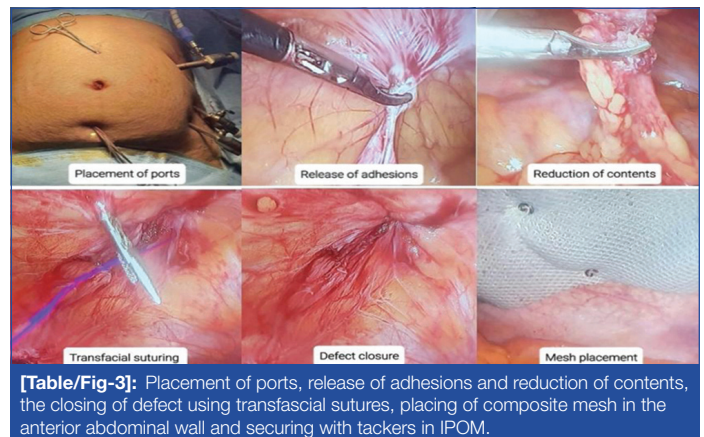 Placement of ports
Release of adhesions
Reduction of contents
Transfacial suturing
Defect closure
Mesh placement
[Table/Fig-3]: Placement of ports, release of adhesions and reduction of contents,
the closing of defect using transfascial sutures, placing of composite mesh in the
anterior abdominal wall and securing with tackers in IPOM.